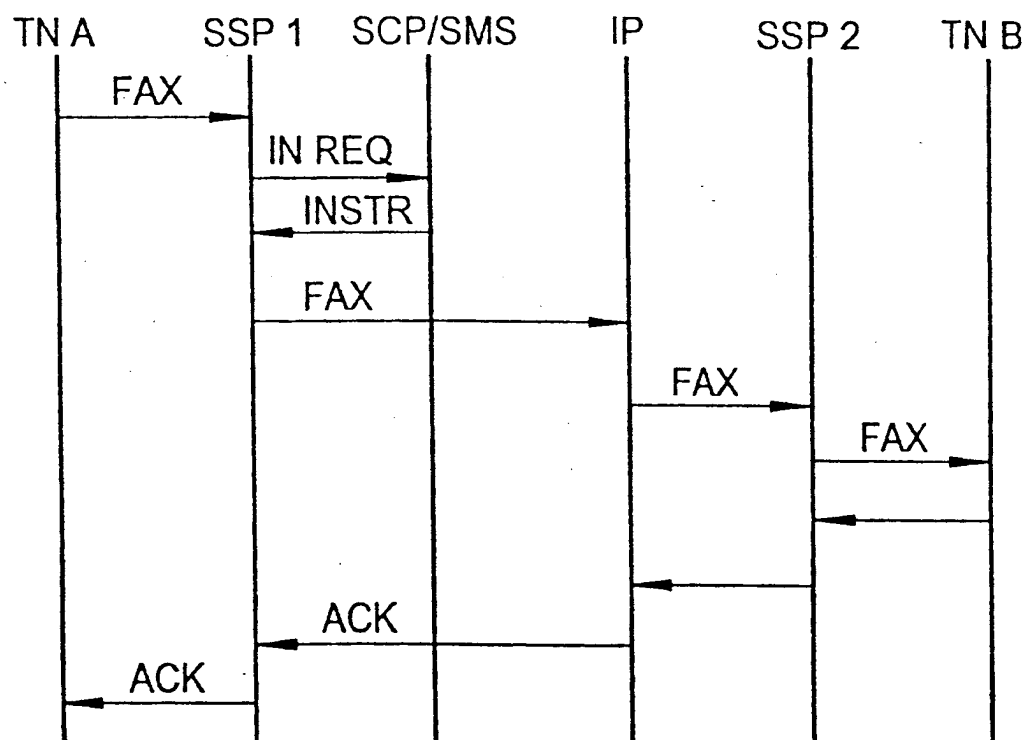 TN A SSP 1 SCP/SMS IP SSP 2 TN B
FAX
IN REQ
INSTR
FAX
FAX
FAX
ACK
ACK